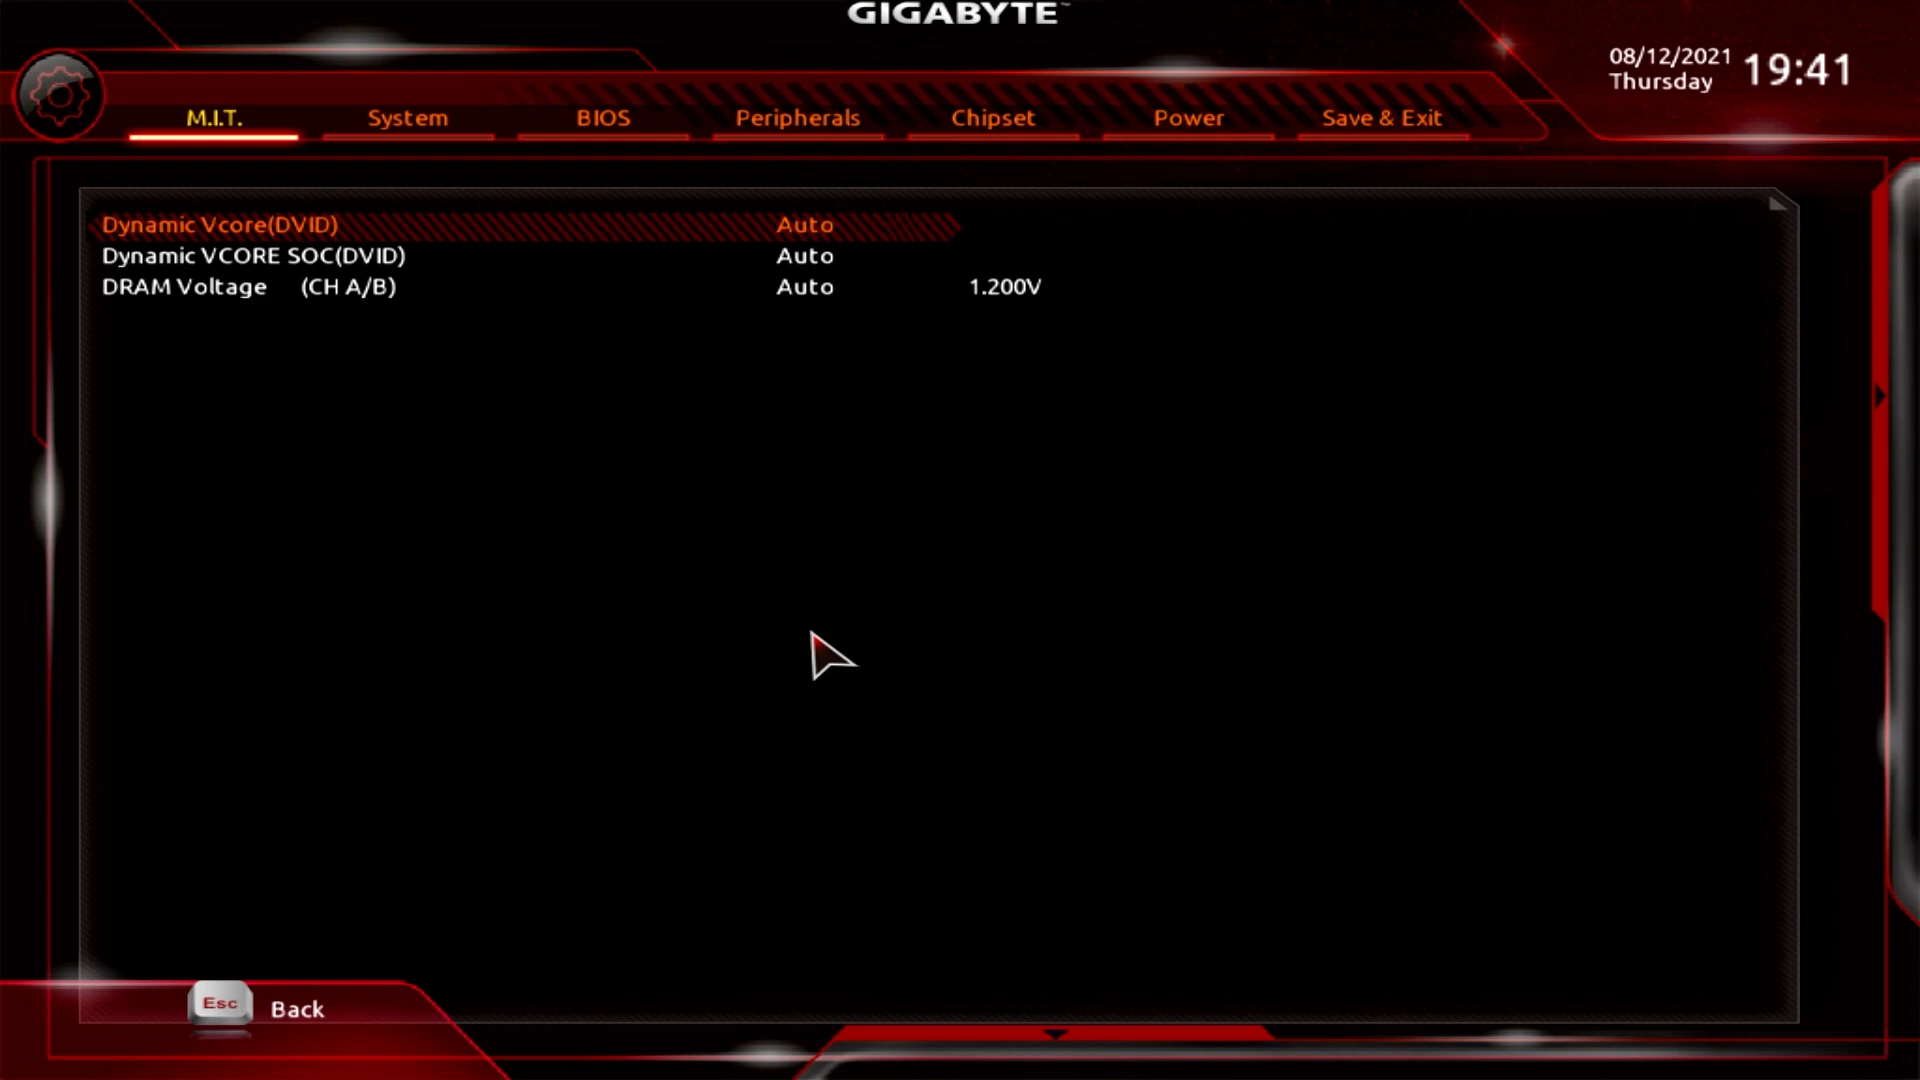 GIGABYTE™
08/12/2021
Thursday
19:41
M.I.T. System BIOS Peripherals Chipset Power Save & Exit
Dynamic Vcore(DVID) Auto
Dynamic VCORE SOC(DVID) Auto
DRAM Voltage (CH A/B) Auto 1.200V
Esc Back